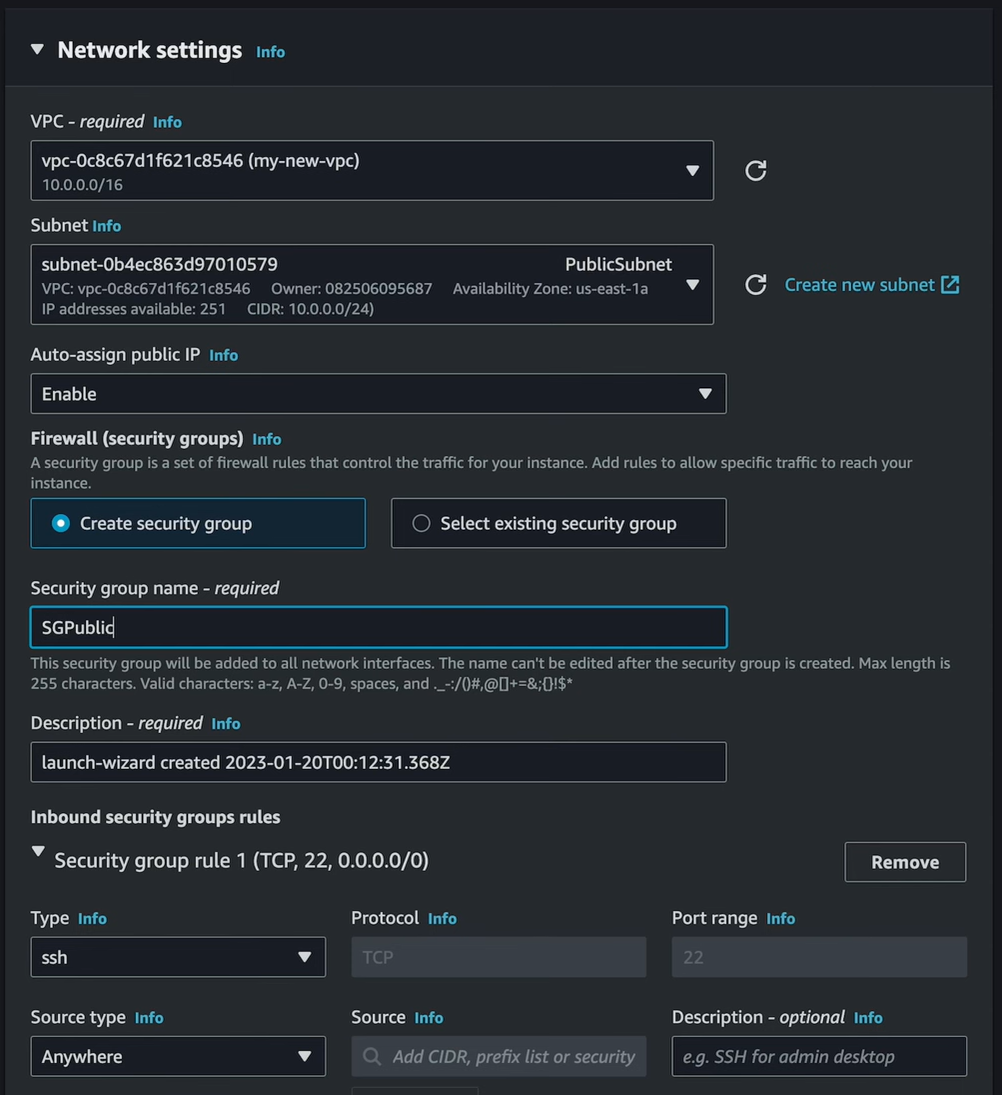 Network settings Info
VPC - required Info
vpc-0c8c67d1f621c8546 (my-new-vpc)
10.0.0.0/16
Subnet Info
subnet-0b4ec863d97010579 PublicSubnet
VPC: vpc-0c8c67d1f621c8546 Owner: 082506095687 Availability Zone: us-east-1a
IP addresses available: 251 CIDR: 10.0.0.0/24)
Create new subnet
Auto-assign public IP Info
Enable
Firewall (security groups) Info
A security group is a set of firewall rules that control the traffic for your instance. Add rules to allow specific traffic to reach your
instance.
Create security group Select existing security group
Security group name - required
SGPublic
This security group will be added to all network interfaces. The name can't be edited after the security group is created. Max length is
255 characters. Valid characters: a-z, A-Z, 0-9, spaces, and ._-:/()#,@[]+=&;{}!$*
Description - required Info
launch-wizard created 2023-01-20T00:12:31.368Z
Inbound security groups rules
Security group rule 1 (TCP, 22, 0.0.0.0/0) Remove
Type Info Protocol Info Port range Info
ssh TCP 22
Source type Info Source Info Description - optional Info
Anywhere Add CIDR, prefix list or security e.g. SSH for admin desktop